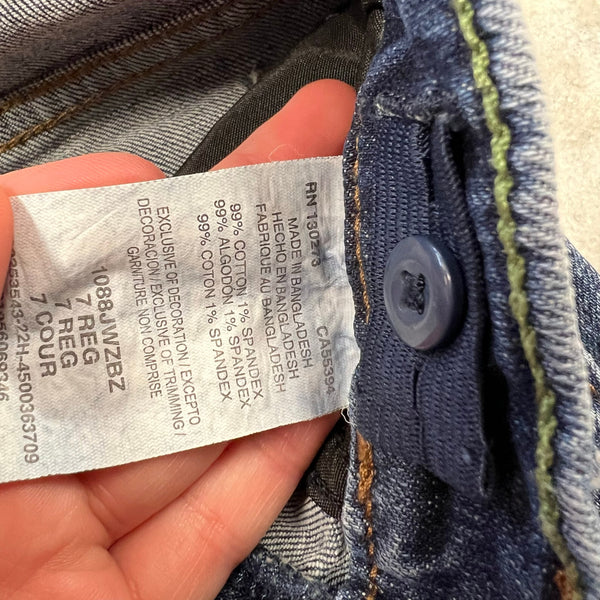 RN 130273 CA55394
MADE IN BANGLADESH
HECHO EN BANGLADESH
FABRIQUE AU BANGLADESH
99% COTTON 1% SPANDEX
99% ALGODON 1% SPANDEX
99% COTON 1% SPANDEX
EXCLUSIVE OF DECORATION / EXCEPTO
DECORACION / EXCLUSIVE OF TRIMMING /
GARNITURE NON COMPRISE
1088JWZBZ
7 REG
7 REG
7 COUR